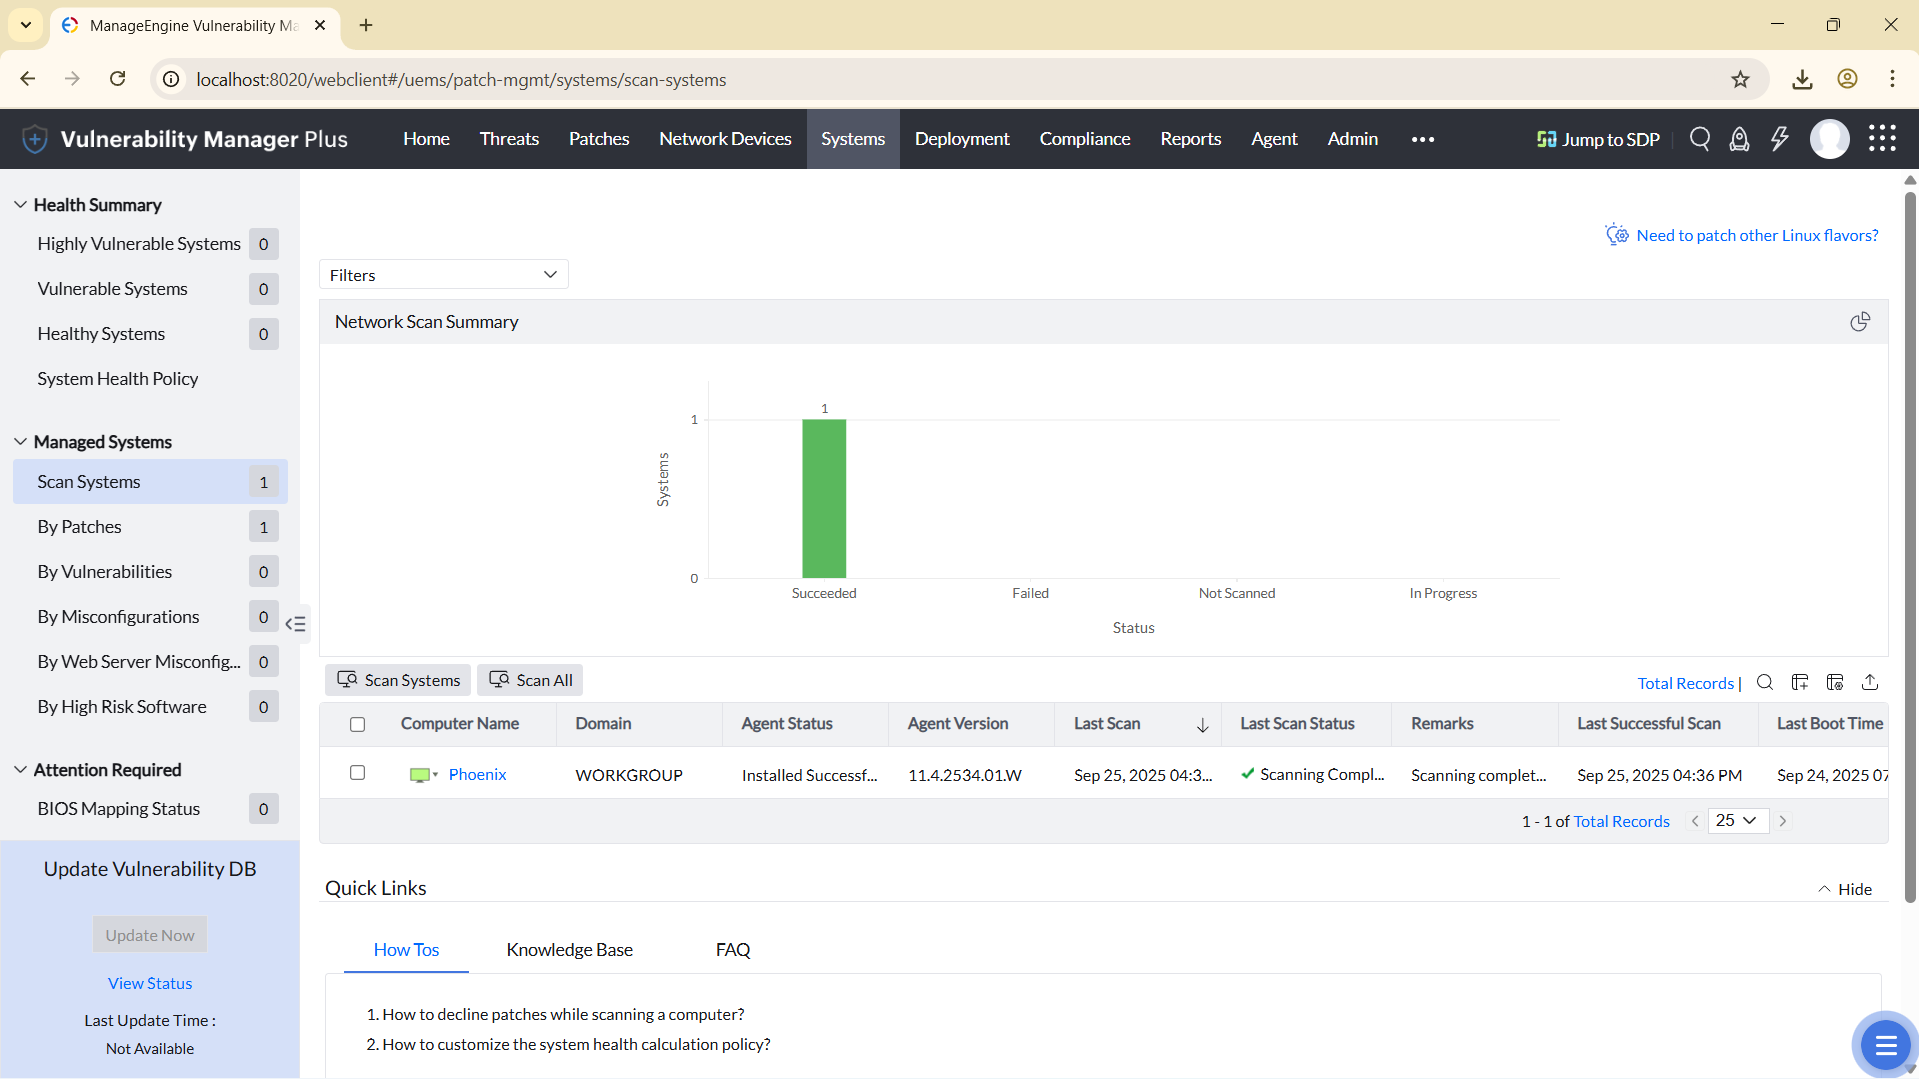 ManageEngine Vulnerability Ma
localhost:8020/webclient#/uems/patch-mgmt/systems/scan-systems
Vulnerability Manager Plus
Home Threats Patches Network Devices Systems Deployment Compliance Reports Agent Admin
Jump to SDP
Health Summary
Highly Vulnerable Systems 0
Vulnerable Systems 0
Healthy Systems 0
System Health Policy
Managed Systems
Scan Systems 1
By Patches 1
By Vulnerabilities 0
By Misconfigurations 0
By Web Server Misconfig... 0
By High Risk Software 0
Attention Required
BIOS Mapping Status 0
Update Vulnerability DB
Update Now
View Status
Last Update Time :
Not Available
Need to patch other Linux flavors?
Filters
Network Scan Summary
1
1
0
Systems
Succeeded Failed Not Scanned In Progress
Status
Scan Systems Scan All
Total Records |
Computer Name Domain Agent Status Agent Version Last Scan Last Scan Status Remarks Last Successful Scan Last Boot Time
Phoenix WORKGROUP Installed Successf... 11.4.2534.01.W Sep 25, 2025 04:3... Scanning Compl... Scanning complet... Sep 25, 2025 04:36 PM Sep 24, 2025 07
1 - 1 of Total Records 25
Quick Links
Hide
How Tos Knowledge Base FAQ
1. How to decline patches while scanning a computer?
2. How to customize the system health calculation policy?